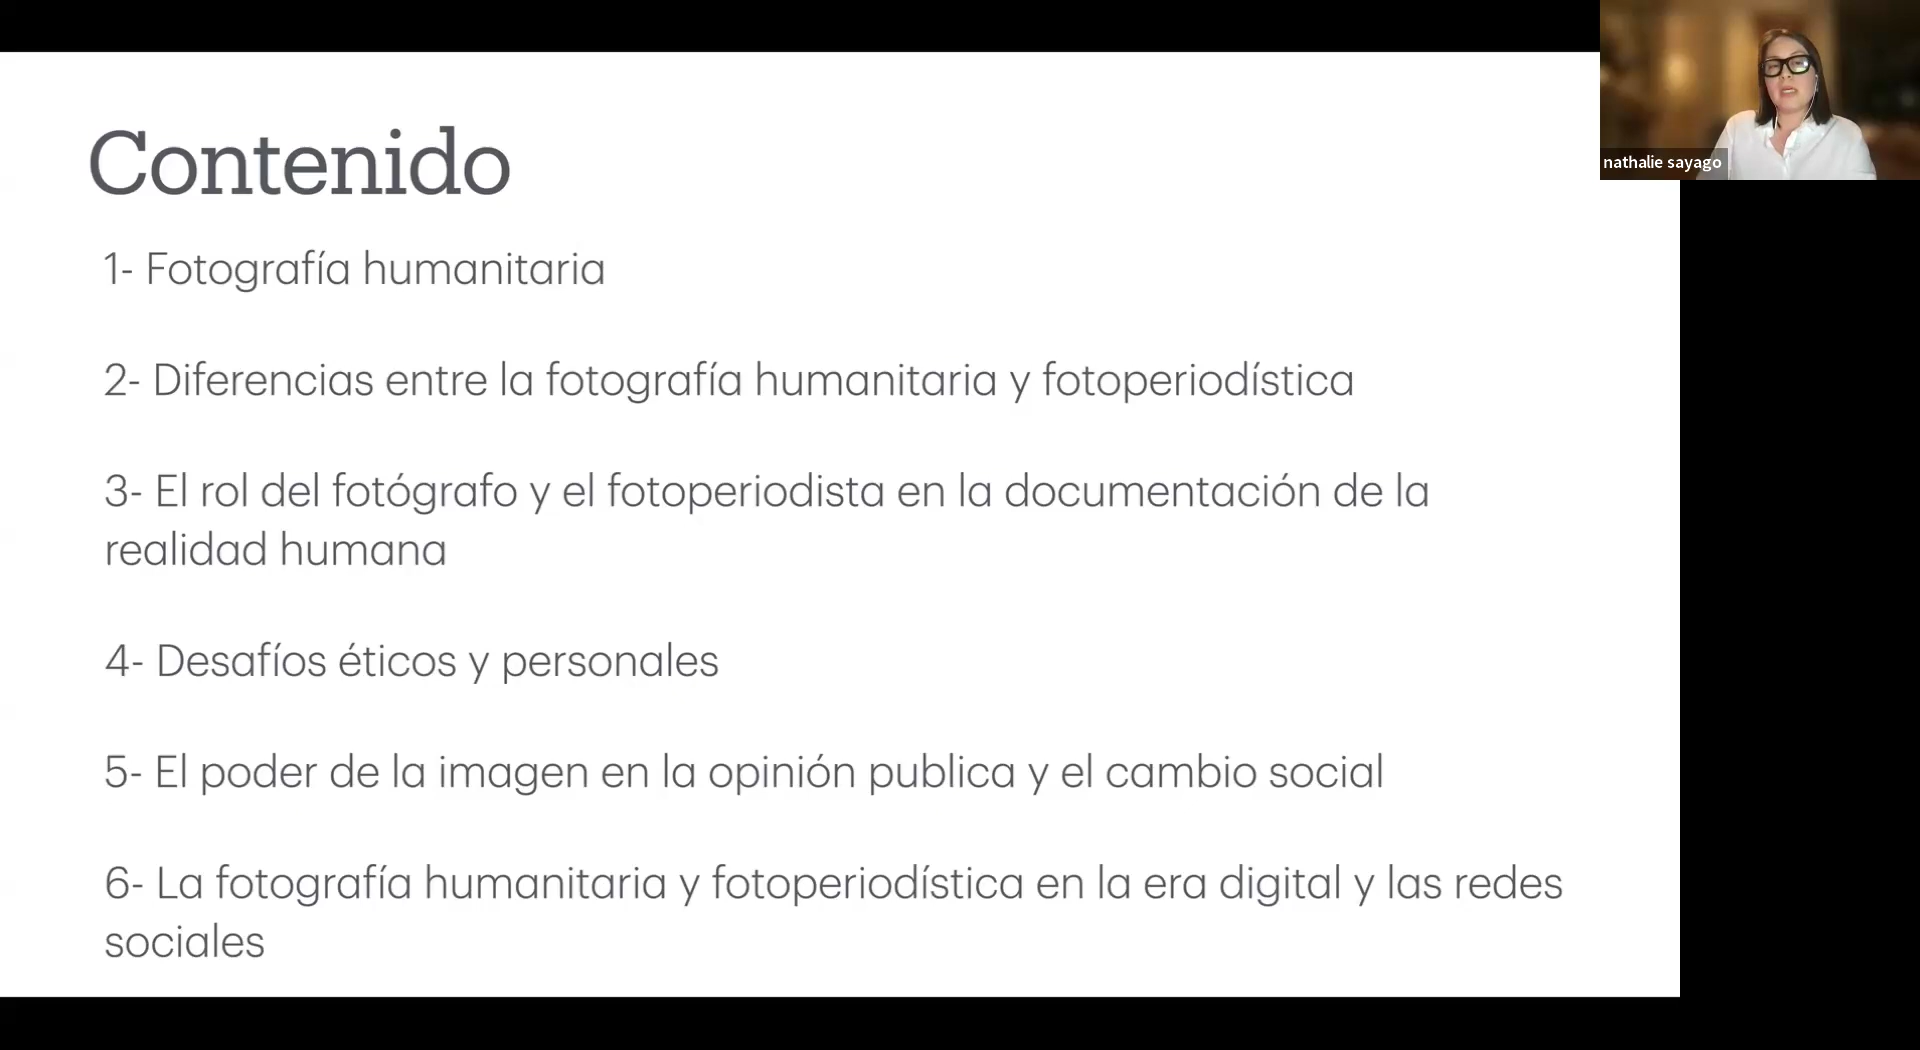 Contenido
1- Fotografía humanitaria
2- Diferencias entre la fotografía humanitaria y fotoperiodística
3- El rol del fotógrafo y el fotoperiodista en la documentación de la
realidad humana
4- Desafíos éticos y personales
5- El poder de la imagen en la opinión publica y el cambio social
6- La fotografía humanitaria y fotoperiodística en la era digital y las redes
sociales
nathalie sayago